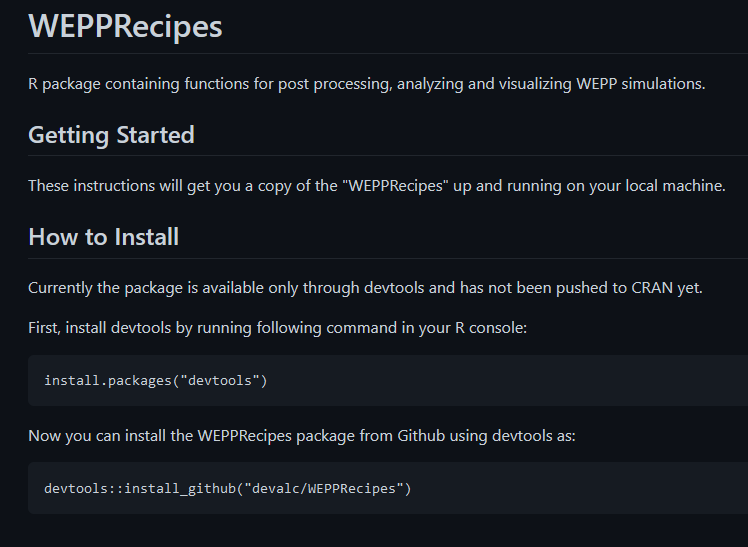 WEPPRecipes
R package containing functions for post processing, analyzing and visualizing WEPP simulations.
Getting Started
These instructions will get you a copy of the "WEPPRecipes" up and running on your local machine.
How to Install
Currently the package is available only through devtools and has not been pushed to CRAN yet.
First, install devtools by running following command in your R console:
install.packages("devtools")
Now you can install the WEPPRecipes package from Github using devtools as:
devtools::install_github("devalc/WEPPRecipes")